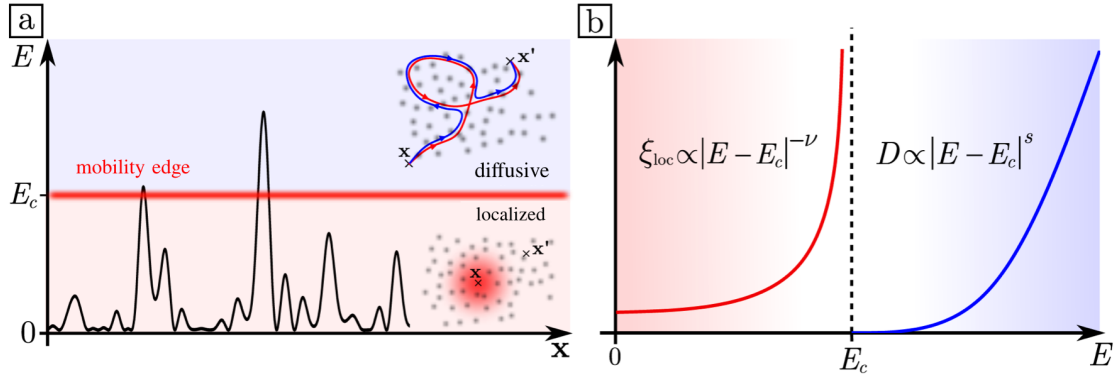 a
E
x'
x
mobility edge
diffusive
E_c
localized
x'
x
0
x
b
ξ_loc ∝ |E − E_c|^−ν
D ∝ |E − E_c|^s
0
E_c
E